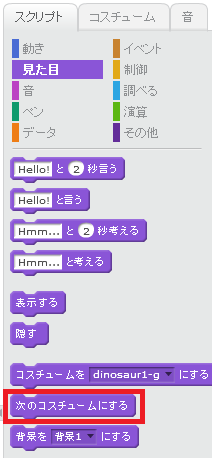 スクリプト コスチューム 音
動き イベント
見た目 制御
音 調べる
ペン 演算
データ その他
Hello! と 2 秒言う
Hello! と言う
Hmm... と 2 秒考える
Hmm... と考える
表示する
隠す
コスチュームを dinosaur1-g にする
次のコスチュームにする
背景を 背景1 にする